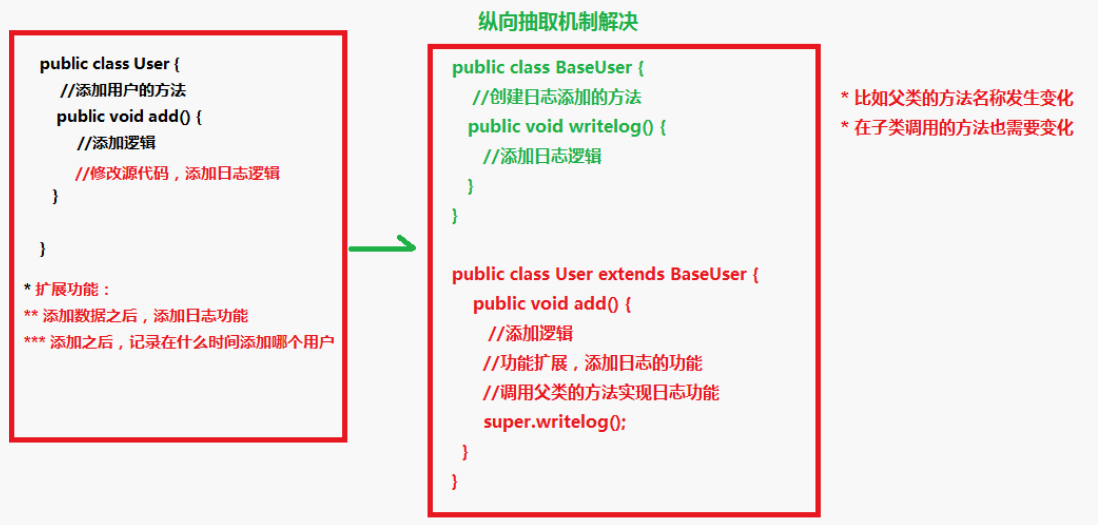 纵向抽取机制解决
public class User {
//添加用户的方法
public void add() {
//添加逻辑
//修改源代码，添加日志逻辑
}
}
* 扩展功能：
** 添加数据之后，添加日志功能
*** 添加之后，记录在什么时间添加哪个用户
public class BaseUser {
//创建日志添加的方法
public void writelog() {
//添加日志逻辑
}
}
public class User extends BaseUser {
public void add() {
//添加逻辑
//功能扩展，添加日志的功能
//调用父类的方法实现日志功能
super.writelog();
}
}
* 比如父类的方法名称发生变化
* 在子类调用的方法也需要变化